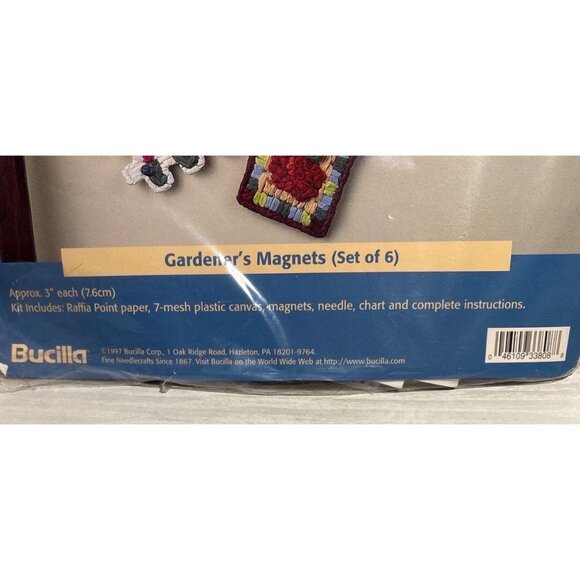 Gardener's Magnets (Set of 6)
Approx. 3" each (7.6cm)
Kit Includes: Raffia Point paper, 7-mesh plastic canvas, magnets, needle, chart and complete instructions.
Bucilla
©1997 Bucilla Corp., 1 Oak Ridge Road, Hazleton, PA 18201-9764.
Fine Needlecrafts Since 1867. Visit Bucilla on the World Wide Web at http://www.bucilla.com
0 46109 33808 8